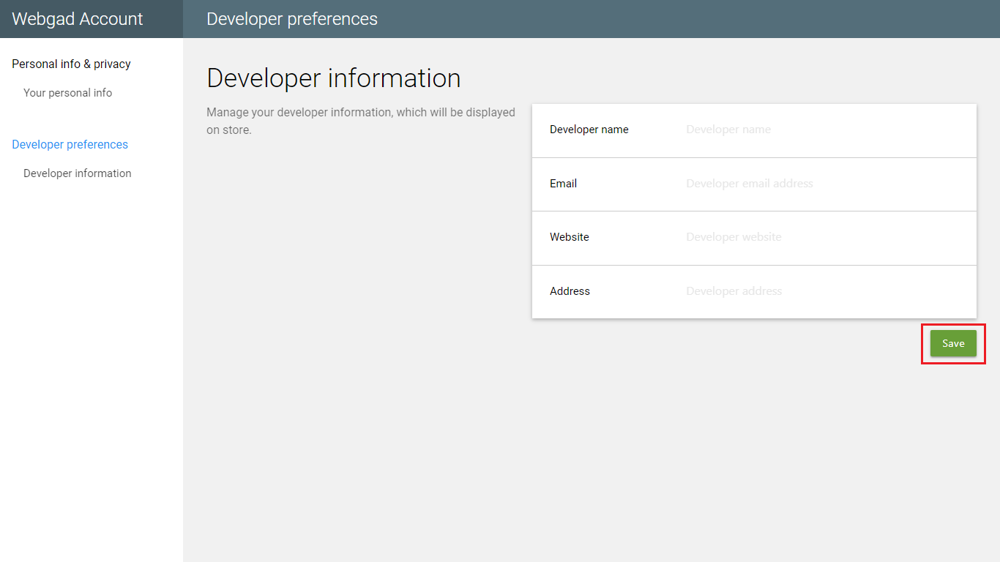 Webgad Account
Developer preferences
Personal info & privacy
Your personal info
Developer preferences
Developer information
Developer information
Manage your developer information, which will be displayed
on store.
Developer name Developer name
Email Developer email address
Website Developer website
Address Developer address
Save